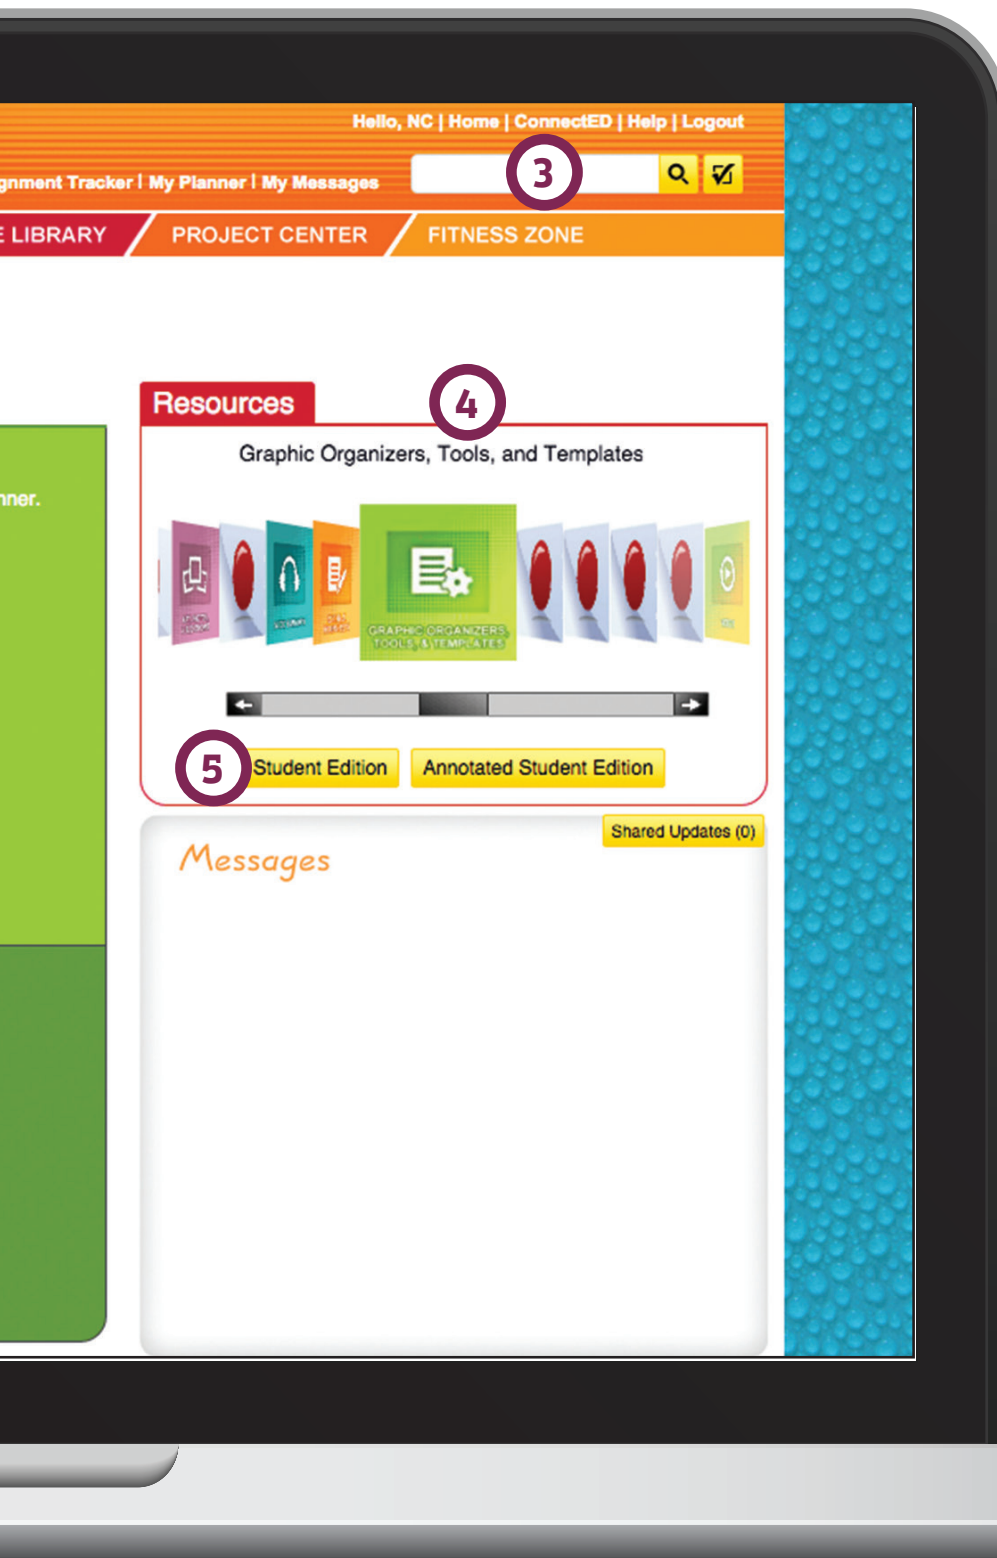 Hello, NC | Home | ConnectED | Help | Logout
3
gnment Tracker | My Planner | My Messages
E LIBRARY PROJECT CENTER FITNESS ZONE
Resources
4
Graphic Organizers, Tools, and Templates
nner.
GRAPHIC ORGANIZERS,
TOOLS, & TEMPLATES
5
Student Edition Annotated Student Edition
Shared Updates (0)
Messages